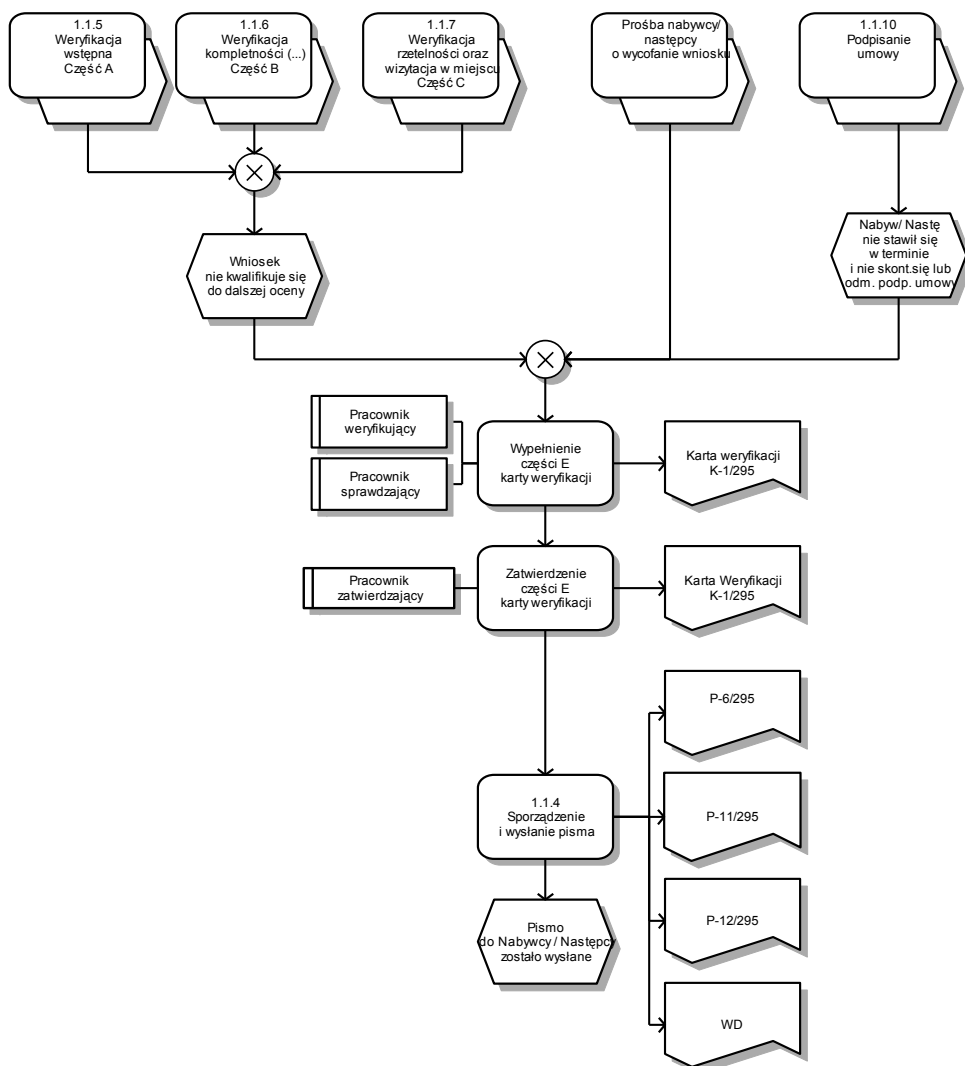 1.1.5
Weryfikacja
wstępna
Część A
1.1.6
Weryfikacja
kompletności (...)
Część B
1.1.7
Weryfikacja
rzetelności oraz
wizytacja w miejscu
Część C
Prośba nabywcy/
następcy
o wycofanie wniosku
1.1.10
Podpisanie
umowy
Wniosek
nie kwalifikuje się
do dalszej oceny
Nabyw/ Nastę
nie stawił się
w terminie
i nie skont.się lub
odm. podp. umowy
Pracownik
weryfikujący
Pracownik
sprawdzający
Wypełnienie
części E
karty weryfikacji
Karta weryfikacji
K-1/295
Pracownik
zatwierdzający
Zatwierdzenie
części E
karty weryfikacji
Karta Weryfikacji
K-1/295
P-6/295
1.1.4
Sporządzenie
i wysłanie pisma
P-11/295
P-12/295
Pismo
do Nabywcy / Następcy
zostało wysłane
WD